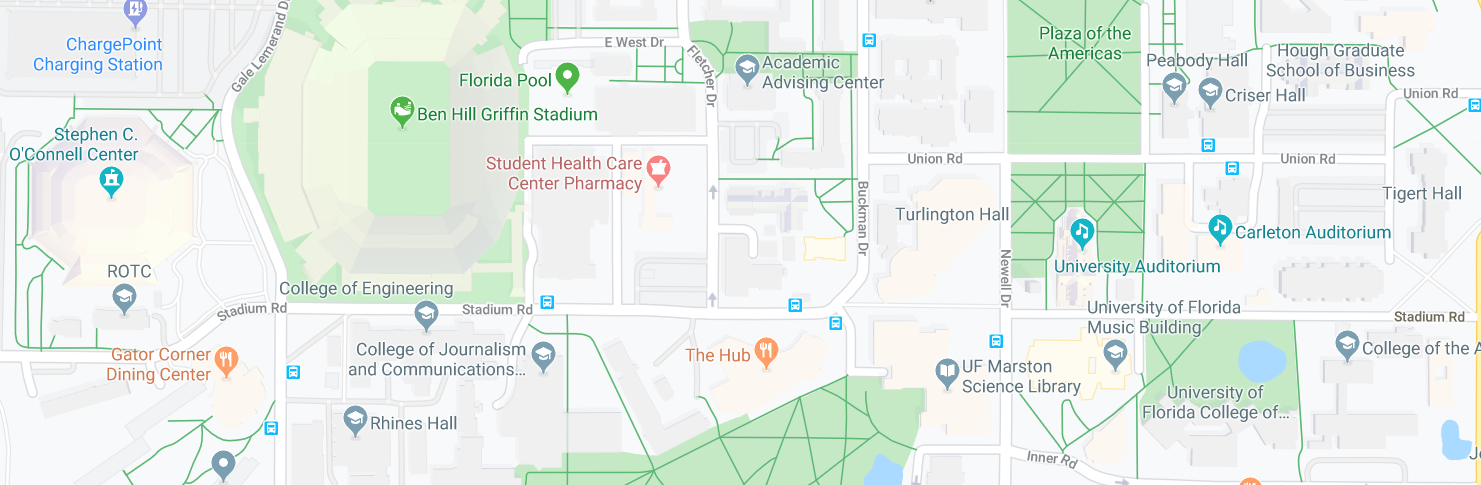 ChargePoint
Charging Station
Gale Lemerand D
E West Dr
Fletcher Dr
Florida Pool
Ben Hill Griffin Stadium
Academic
Advising Center
Plaza of the
Americas
Peabody Hall
Hough Graduate
School of Business
Criser Hall
Union Rd
Stephen C.
O'Connell Center
Student Health Care
Center Pharmacy
Union Rd
Union Rd
Tigert Hall
Buckman Dr
Turlington Hall
Carleton Auditorium
University Auditorium
Newell Dr
ROTC
College of Engineering
Stadium Rd
Stadium Rd
University of Florida
Music Building
Stadium Rd
Gator Corner
Dining Center
College of Journalism
and Communications...
The Hub
UF Marston
Science Library
College of the A
University of
Florida College of...
Rhines Hall
Inner Rd